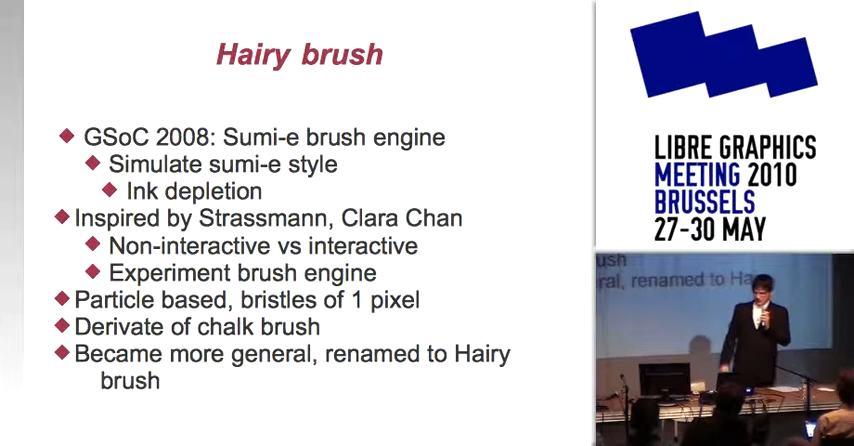 Hairy brush
GSoC 2008: Sumi-e brush engine
Simulate sumi-e style
Ink depletion
Inspired by Strassmann, Clara Chan
Non-interactive vs interactive
Experiment brush engine
Particle based, bristles of 1 pixel
Derivate of chalk brush
Became more general, renamed to Hairy
brush
LIBRE GRAPHICS
MEETING 2010
BRUSSELS
27-30 MAY
ush
ral, renamed to Ha